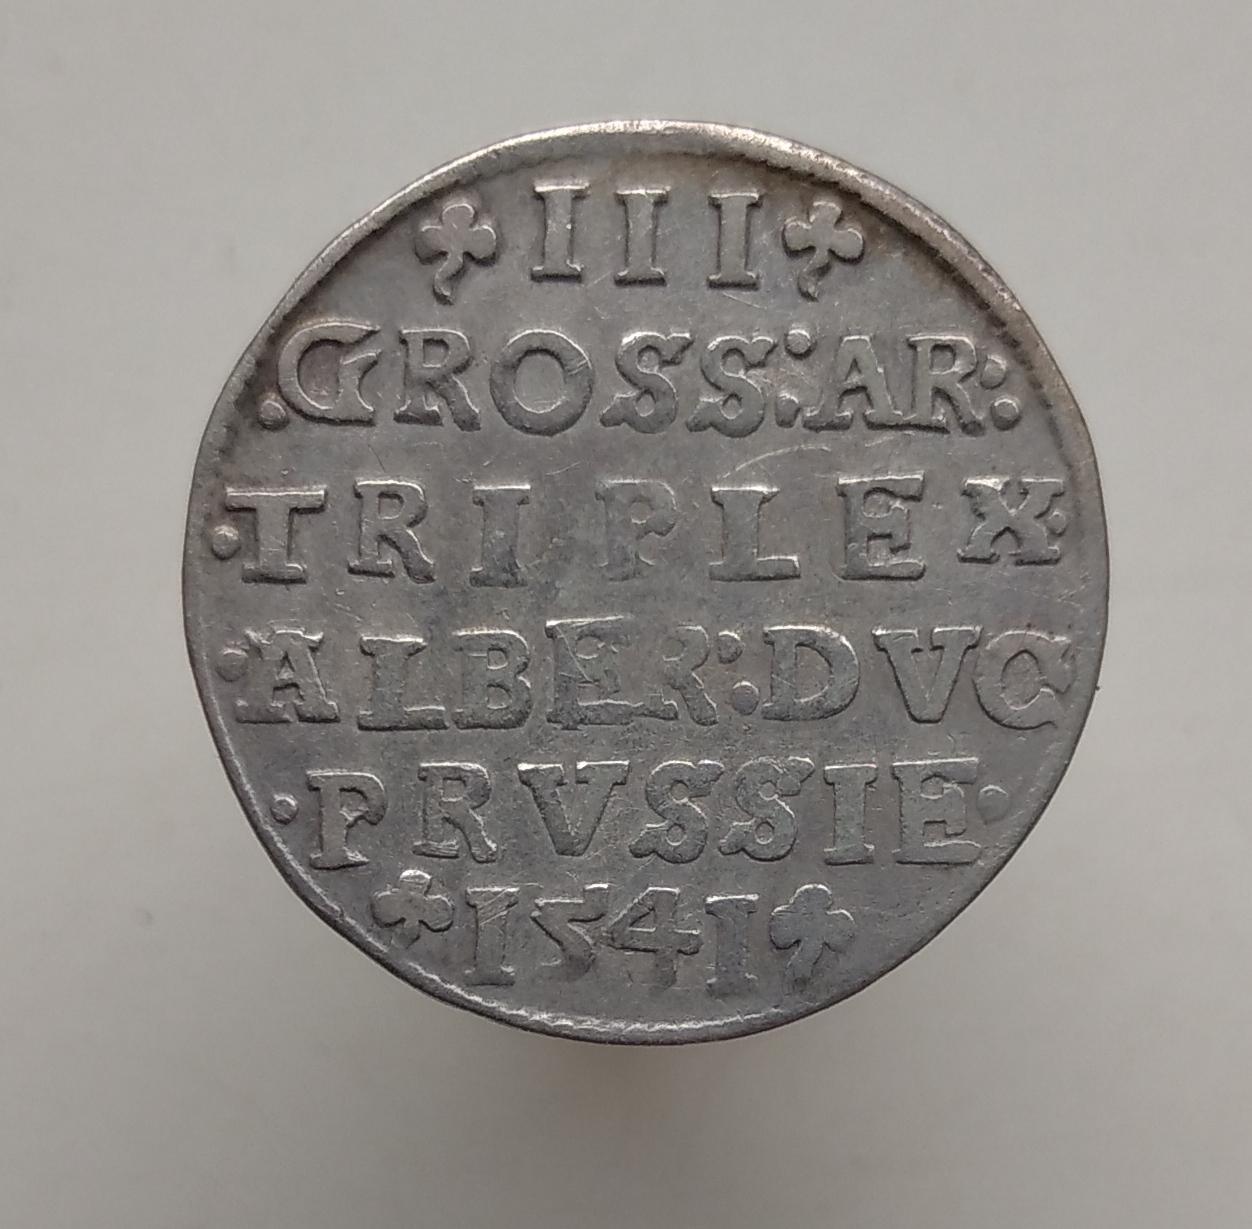 III
·GROSS:AR:
·TRIPLEX·
·ALBER:DVC
·PRVSSIE·
1541